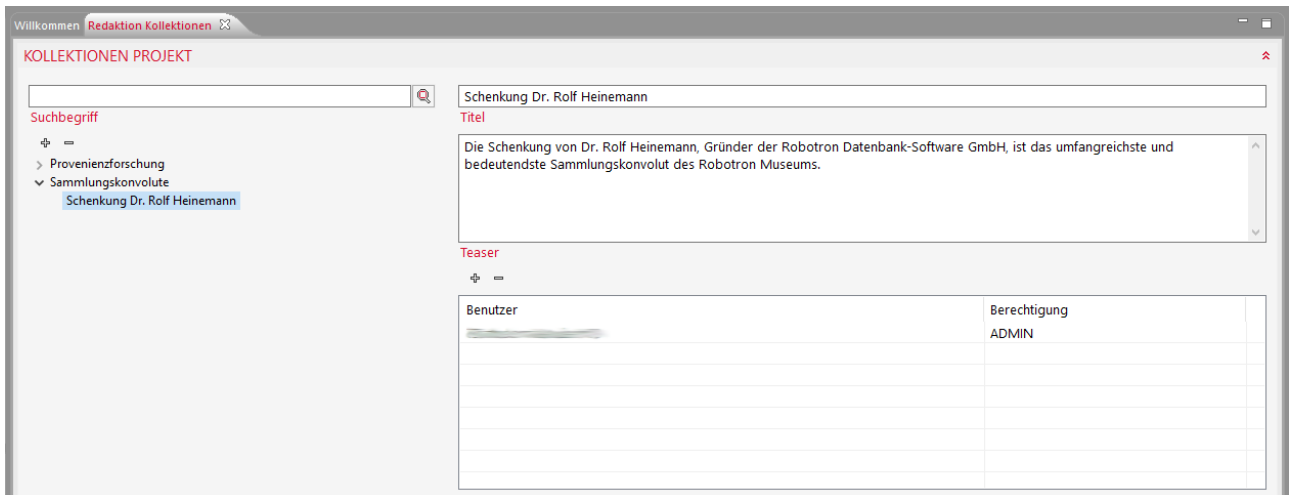 Willkommen Redaktion Kollektionen
KOLLEKTIONEN PROJEKT
Suchbegriff
Provenienzforschung
Sammlungskonvolute
Schenkung Dr. Rolf Heinemann
Schenkung Dr. Rolf Heinemann
Titel
Die Schenkung von Dr. Rolf Heinemann, Gründer der Robotron Datenbank-Software GmbH, ist das umfangreichste und
bedeutendste Sammlungskonvolut des Robotron Museums.
Teaser
Benutzer Berechtigung
ADMIN